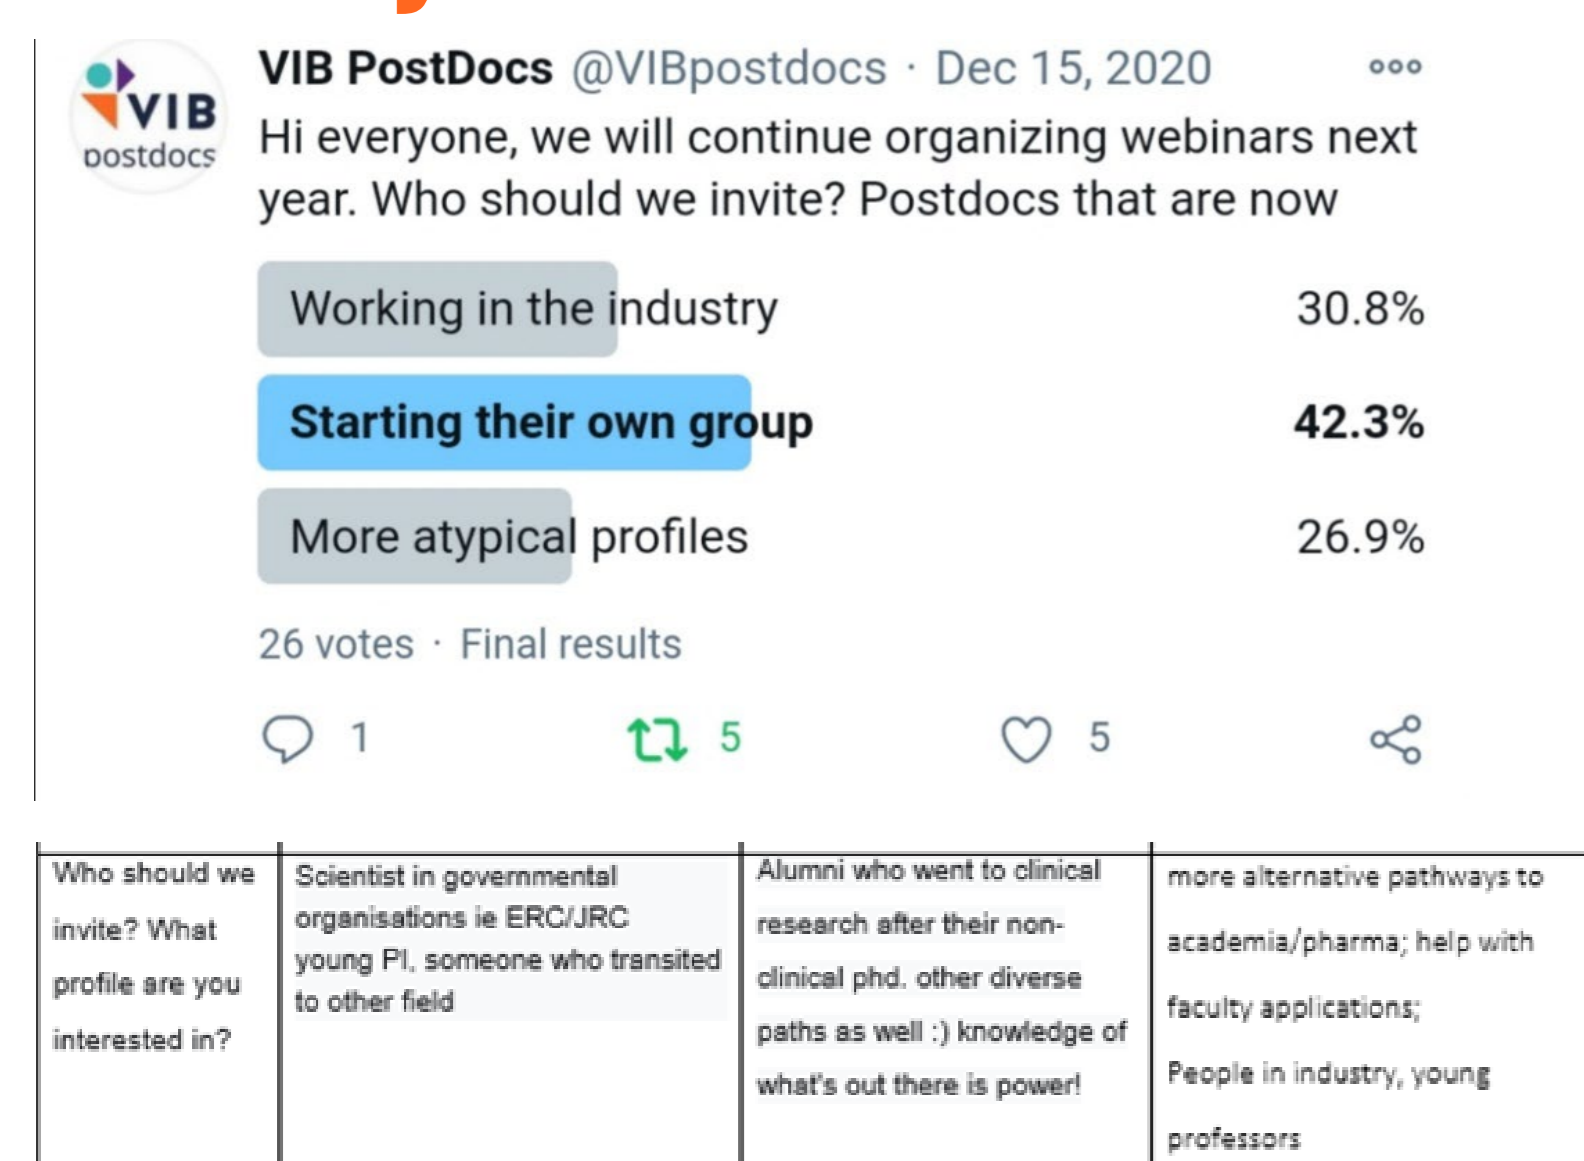 VIB
postdocs
VIB PostDocs @VIBpostdocs · Dec 15, 2020
Hi everyone, we will continue organizing webinars next
year. Who should we invite? Postdocs that are now
Working in the industry 30.8%
Starting their own group 42.3%
More atypical profiles 26.9%
26 votes · Final results
1 5 5
Who should we
invite? What
profile are you
interested in?
Scientist in governmental
organisations ie ERC/JRC
young PI, someone who transited
to other field
Alumni who went to clinical
research after their non-
clinical phd. other diverse
paths as well :) knowledge of
what's out there is power!
more alternative pathways to
academia/pharma; help with
faculty applications;
People in industry, young
professors